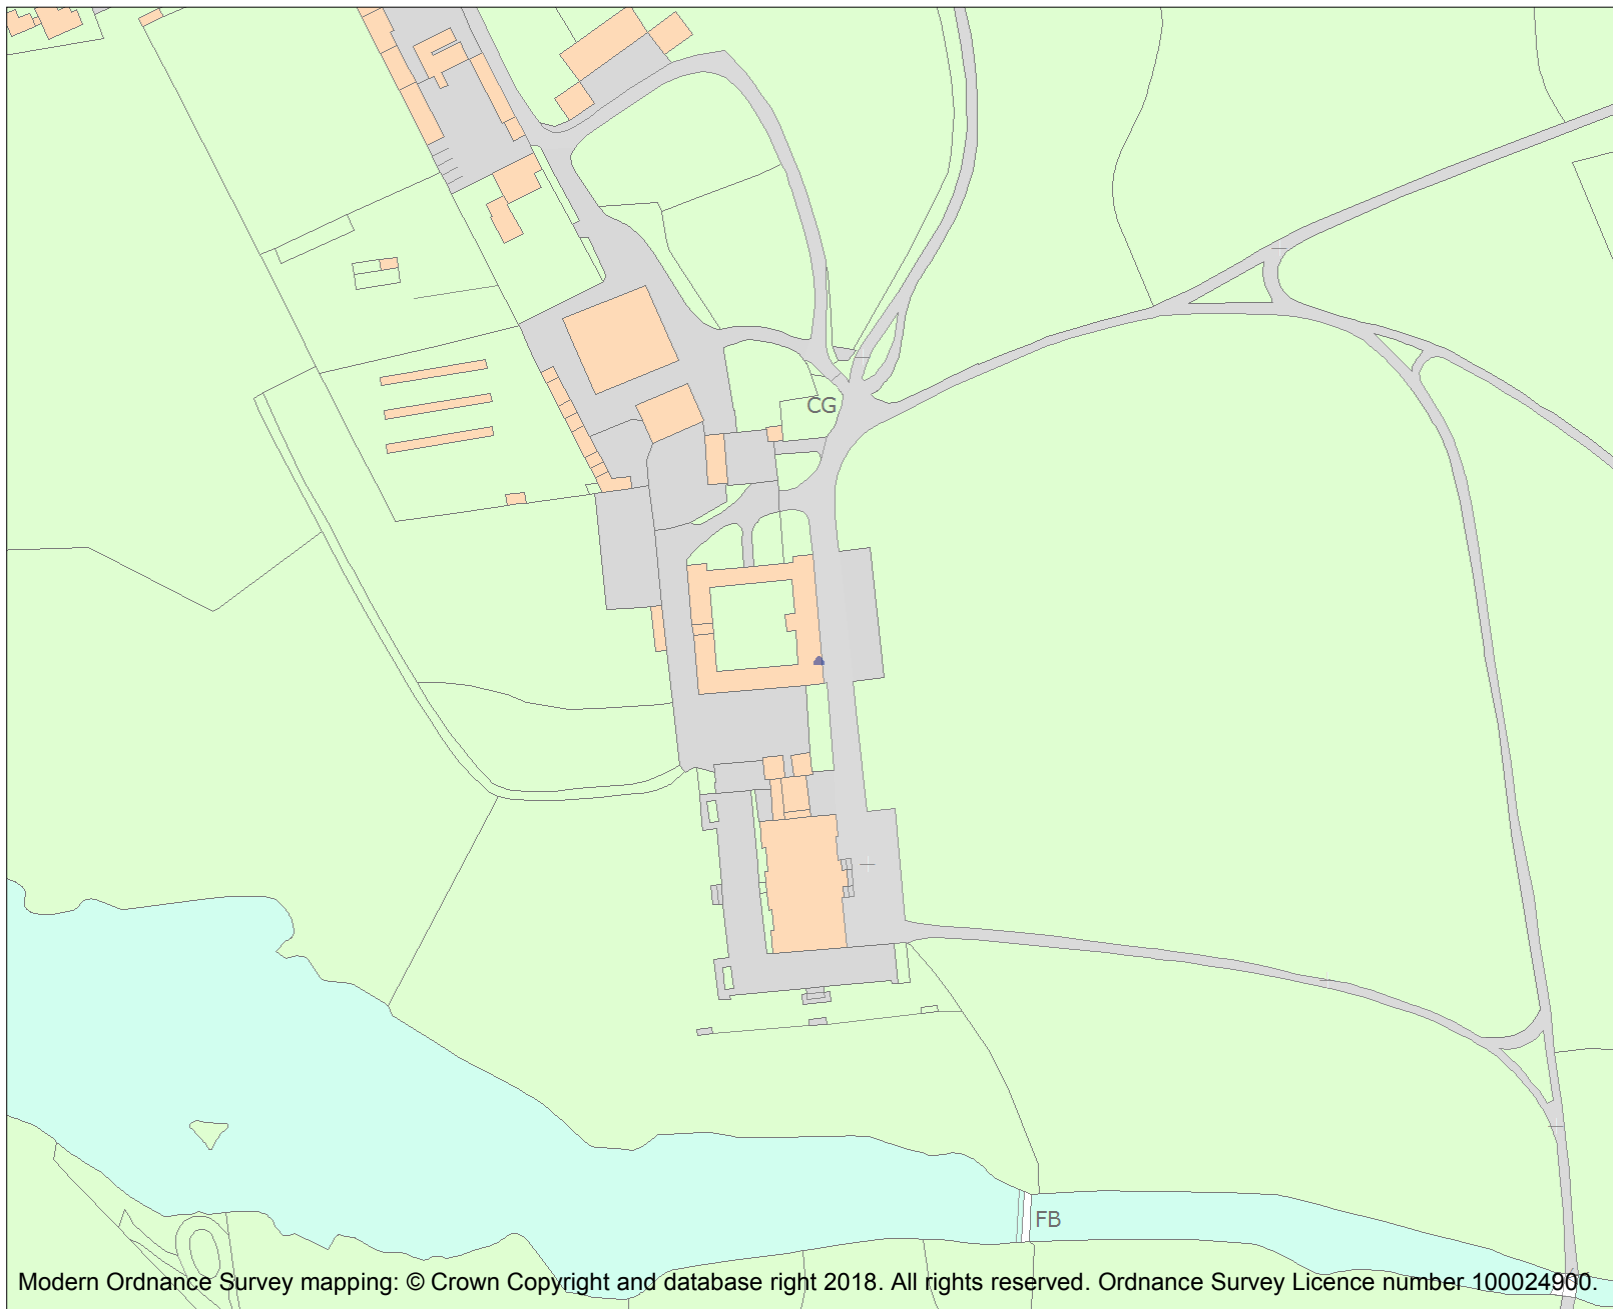 CG
FB
Modern Ordnance Survey mapping: © Crown Copyright and database right 2018. All rights reserved. Ordnance Survey Licence number 100024900.